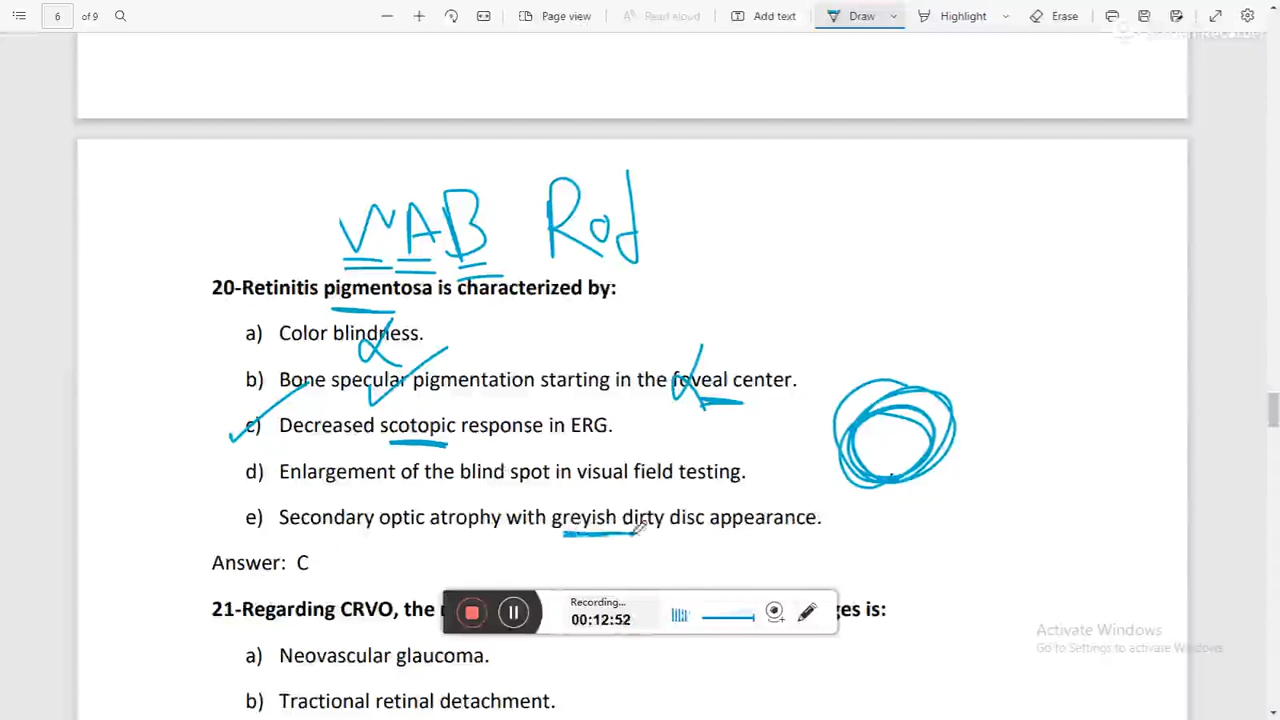 6 of 9 Page view Read aloud Add text Draw Highlight Erase
WAB Rod
20-Retinitis pigmentosa is characterized by:
a) Color blindness.
b) Bone specular pigmentation starting in the foveal center.
c) Decreased scotopic response in ERG.
d) Enlargement of the blind spot in visual field testing.
e) Secondary optic atrophy with greyish dirty disc appearance.
Answer: C
21-Regarding CRVO, the ges is:
Recording...
00:12:52
a) Neovascular glaucoma.
b) Tractional retinal detachment.
Activate Windows
Go to Settings to activate Windows.